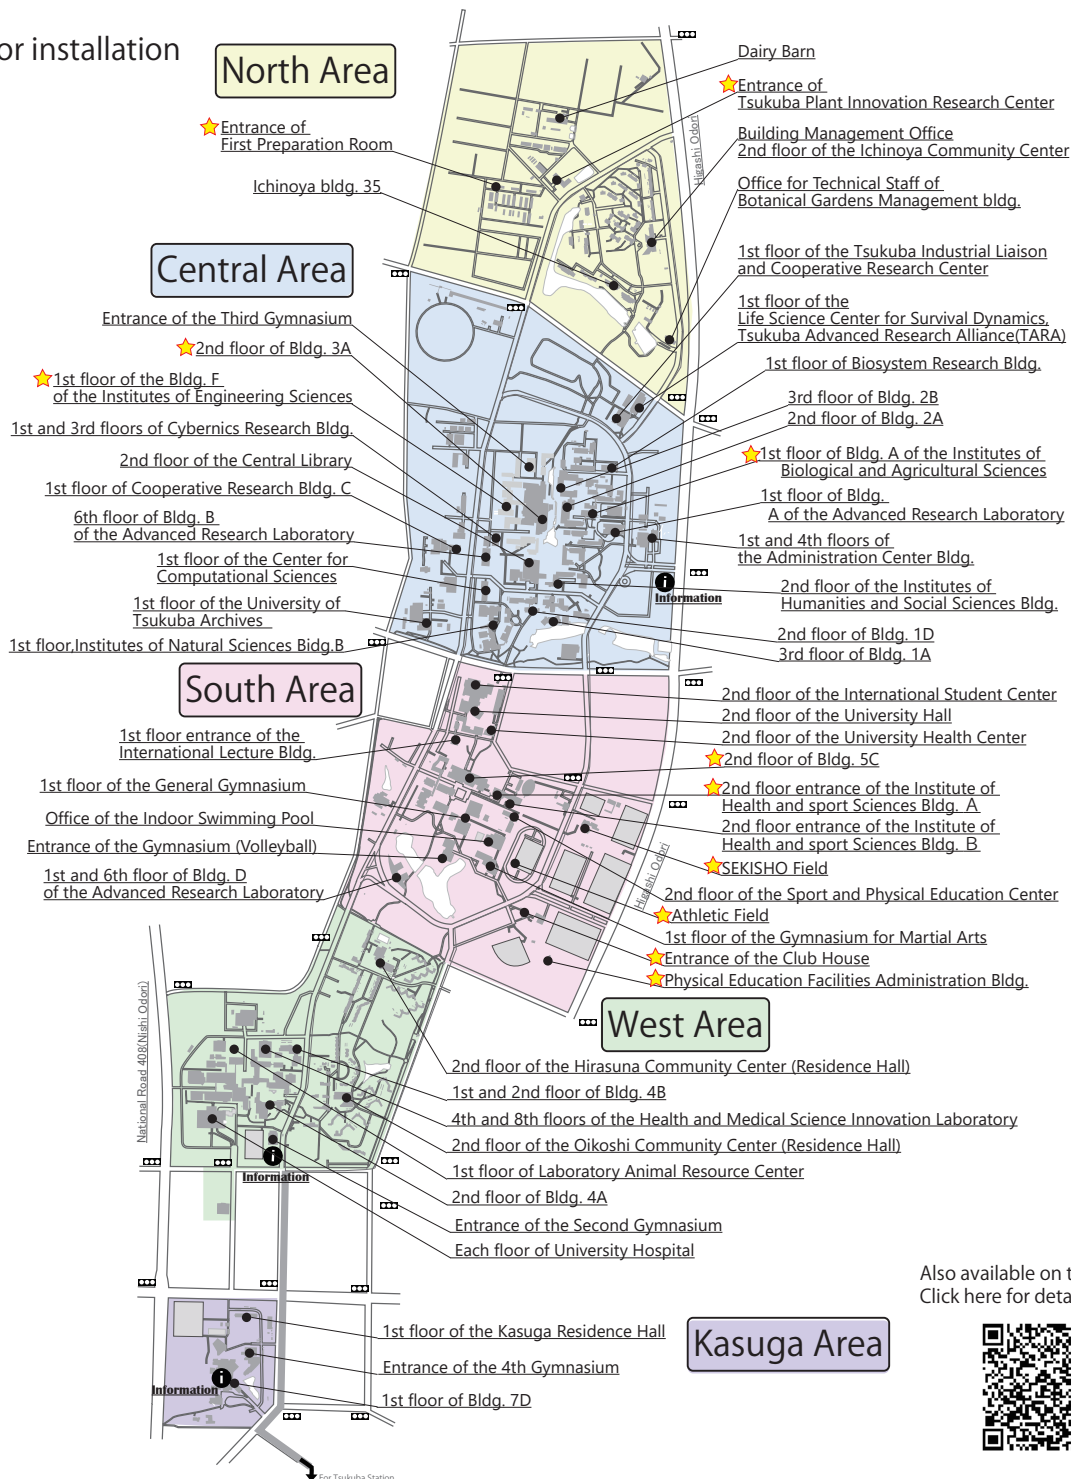 or installation
North Area
Dairy Barn
Entrance of
Tsukuba Plant Innovation Research Center
Entrance of
First Preparation Room
Building Management Office
2nd floor of the Ichinoya Community Center
Ichinoya bldg. 35
Office for Technical Staff of
Botanical Gardens Management bldg.
Higashi Odori
Central Area
1st floor of the Tsukuba Industrial Liaison
and Cooperative Research Center
Entrance of the Third Gymnasium
1st floor of the
Life Science Center for Survival Dynamics,
Tsukuba Advanced Research Alliance(TARA)
2nd floor of Bldg. 3A
1st floor of Biosystem Research Bldg.
1st floor of the Bldg. F
of the Institutes of Engineering Sciences
3rd floor of Bldg. 2B
2nd floor of Bldg. 2A
1st and 3rd floors of Cybernics Research Bldg.
1st floor of Bldg. A of the Institutes of
Biological and Agricultural Sciences
2nd floor of the Central Library
1st floor of Cooperative Research Bldg. C
1st floor of Bldg.
A of the Advanced Research Laboratory
6th floor of Bldg. B
of the Advanced Research Laboratory
1st and 4th floors of
the Administration Center Bldg.
1st floor of the Center for
Computational Sciences
i
Information
2nd floor of the Institutes of
Humanities and Social Sciences Bldg.
1st floor of the University of
Tsukuba Archives
2nd floor of Bldg. 1D
1st floor,Institutes of Natural Sciences Bidg.B
3rd floor of Bldg. 1A
South Area
2nd floor of the International Student Center
2nd floor of the University Hall
1st floor entrance of the
International Lecture Bldg.
2nd floor of the University Health Center
2nd floor of Bldg. 5C
1st floor of the General Gymnasium
2nd floor entrance of the Institute of
Health and sport Sciences Bldg. A
Office of the Indoor Swimming Pool
2nd floor entrance of the Institute of
Health and sport Sciences Bldg. B
Entrance of the Gymnasium (Volleyball)
SEKISHO Field
1st and 6th floor of Bldg. D
of the Advanced Research Laboratory
Higashi Odori
2nd floor of the Sport and Physical Education Center
Athletic Field
1st floor of the Gymnasium for Martial Arts
Entrance of the Club House
Physical Education Facilities Administration Bldg.
West Area
National Road 408(Nishi Odori)
2nd floor of the Hirasuna Community Center (Residence Hall)
1st and 2nd floor of Bldg. 4B
4th and 8th floors of the Health and Medical Science Innovation Laboratory
2nd floor of the Oikoshi Community Center (Residence Hall)
i
Information
1st floor of Laboratory Animal Resource Center
2nd floor of Bldg. 4A
Entrance of the Second Gymnasium
Each floor of University Hospital
Also available on t
Click here for deta
1st floor of the Kasuga Residence Hall
Kasuga Area
Entrance of the 4th Gymnasium
i
Information
1st floor of Bldg. 7D
For Tsukuba Station